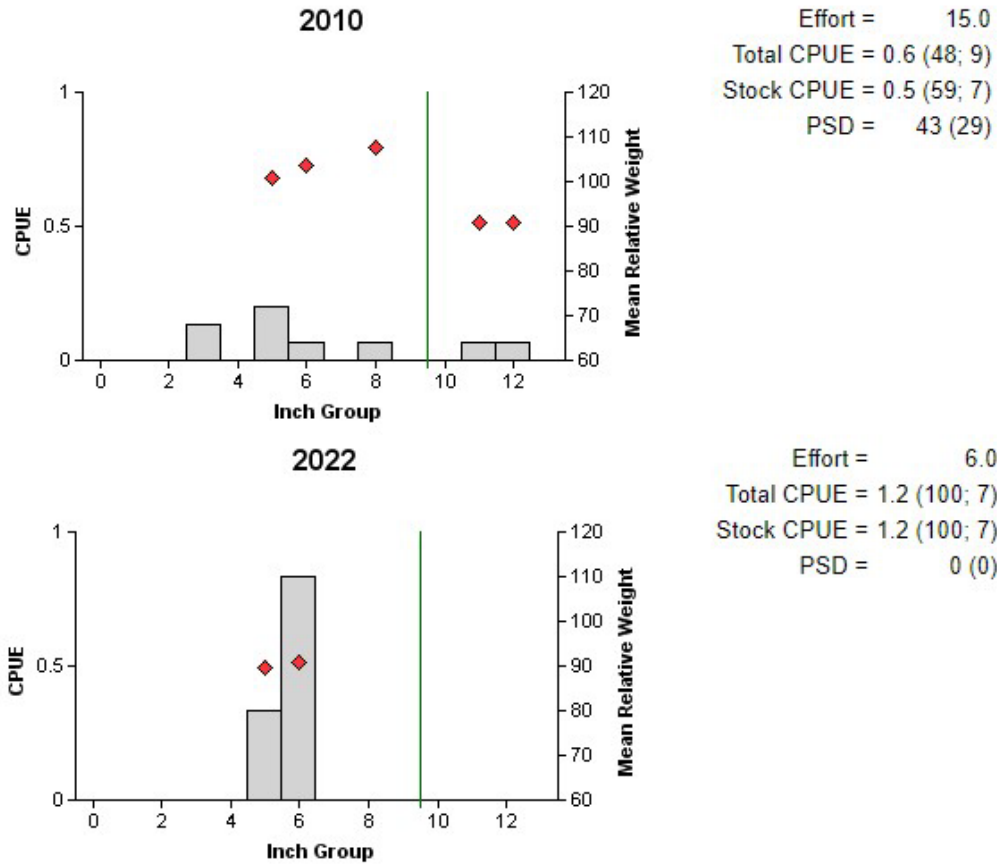 2010
Effort = 15.0
Total CPUE = 0.6 (48; 9)
Stock CPUE = 0.5 (59; 7)
PSD = 43 (29)
1
0.5
0
CPUE
120
110
100
90
80
70
60
Mean Relative Weight
0 2 4 6 8 10 12
Inch Group
2022
Effort = 6.0
Total CPUE = 1.2 (100; 7)
Stock CPUE = 1.2 (100; 7)
PSD = 0 (0)
1
0.5
0
CPUE
120
110
100
90
80
70
60
Mean Relative Weight
0 2 4 6 8 10 12
Inch Group